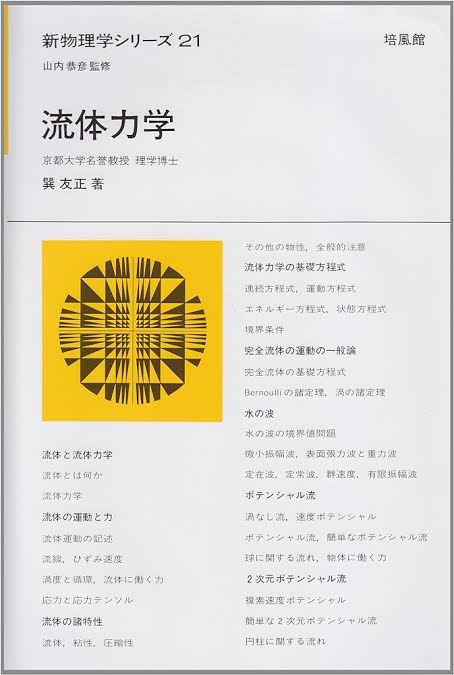 新物理学シリーズ 21
培風館
山内恭彦監修
流体力学
京都大学名誉教授 理学博士
巽 友正 著
流体と流体力学
流体とは何か
流体力学
流体の運動と力
流体運動の記述
流線，ひずみ速度
渦度と循環，流体に働く力
応力と応力テンソル
流体の諸特性
流体，粘性，圧縮性
その他の物性，全般的注意
流体力学の基礎方程式
連続方程式，運動方程式
エネルギー方程式，状態方程式
境界条件
完全流体の運動の一般論
完全流体の基礎方程式
Bernoulliの諸定理，渦の諸定理
水の波
水の波の境界値問題
微小振幅波，表面張力波と重力波
定在波，定常波，群速度，有限振幅波
ポテンシャル流
渦なし流，速度ポテンシャル
ポテンシャル流，簡単なポテンシャル流
球に関する流れ，物体に働く力
2次元ポテンシャル流
複素速度ポテンシャル
簡単な2次元ポテンシャル流
円柱に関する流れ